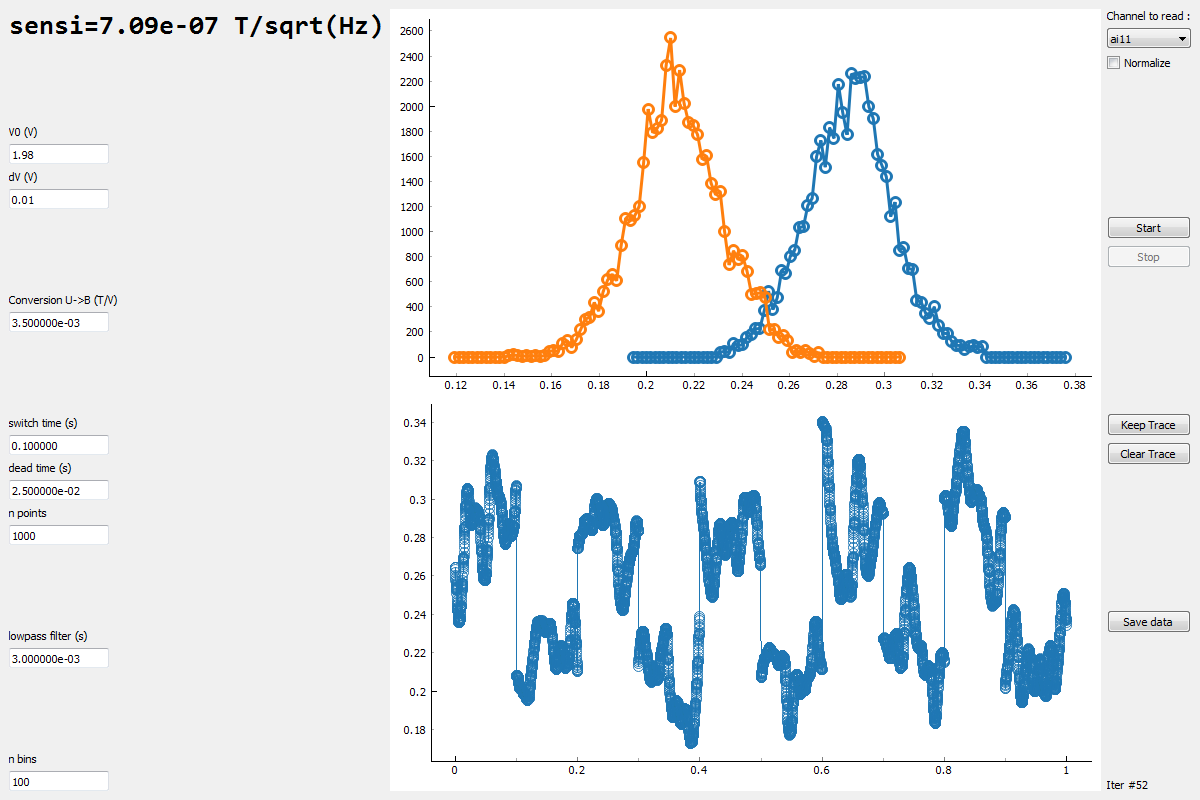 sensi=7.09e-07 T/sqrt(Hz)
V0 (V)
1.98
dV (V)
0.01
Conversion U->B (T/V)
3.500000e-03
switch time (s)
0.100000
dead time (s)
2.500000e-02
n points
1000
lowpass filter (s)
3.000000e-03
n bins
100
2600
2400
2200
2000
1800
1600
1400
1200
1000
800
600
400
200
0
0.12 0.14 0.16 0.18 0.2 0.22 0.24 0.26 0.28 0.3 0.32 0.34 0.36 0.38
0.34
0.32
0.3
0.28
0.26
0.24
0.22
0.2
0.18
0 0.2 0.4 0.6 0.8 1
Channel to read :
ai11
Normalize
Start
Stop
Keep Trace
Clear Trace
Save data
Iter #52